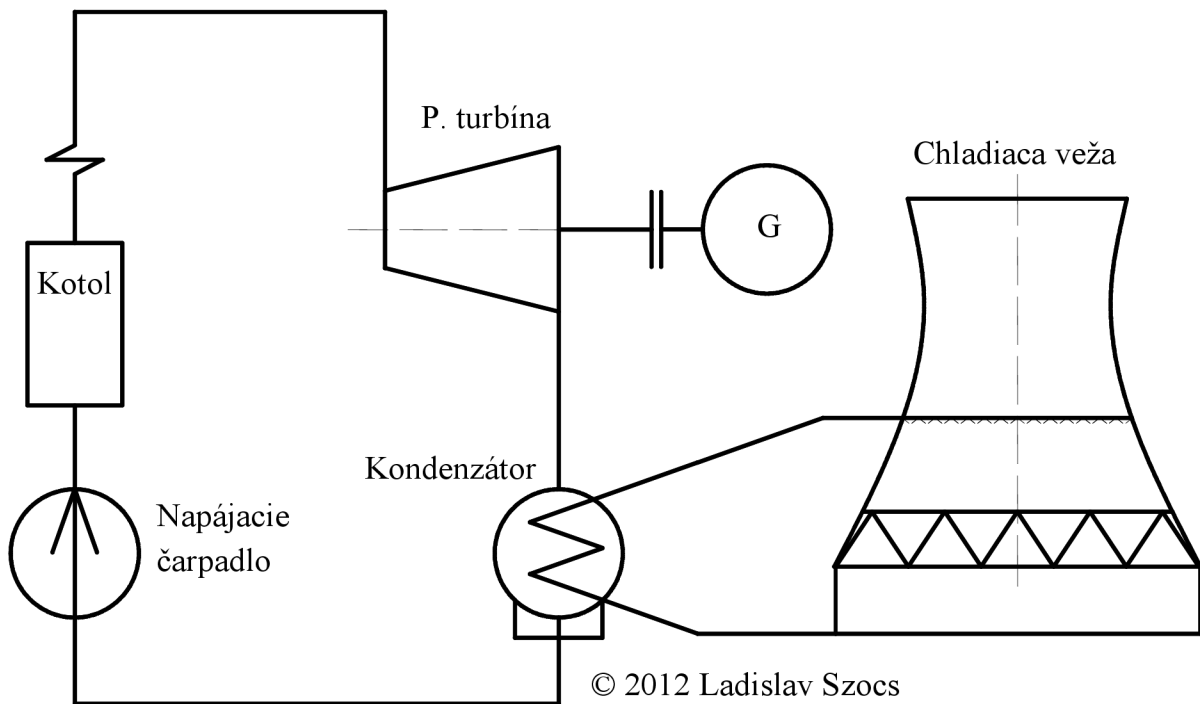 P. turbína
Chladiaca veža
G
Kotol
Kondenzátor
Napájacie
čarpadlo
© 2012 Ladislav Szocs